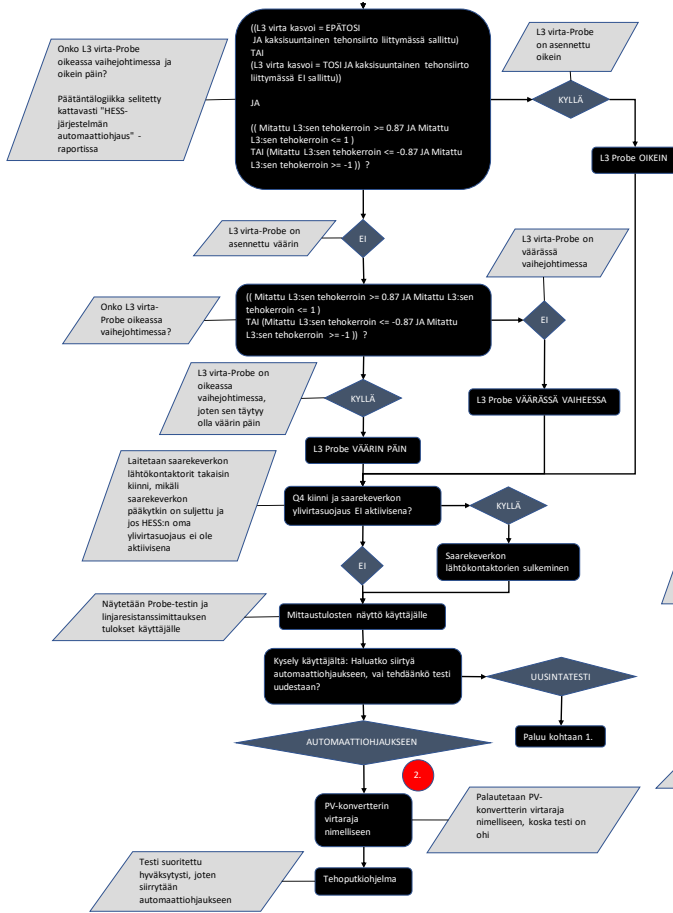 ((L3 virta kasvoi = EPÄTOSI
JA kaksisuuntainen tehonsiirto liittymässä sallittu)
TAI
(L3 virta kasvoi = TOSI JA kaksisuuntainen tehonsiirto
liittymässä EI sallittu))
JA
(( Mitattu L3:sen tehokerroin >= 0.87 JA Mitattu
L3:sen tehokerroin <= 1 )
TAI (Mitattu L3:sen tehokerroin <= -0.87 JA Mitattu
L3:sen tehokerroin >= -1 )) ?
Onko L3 virta-Probe
oikeassa vaihejohtimessa ja
oikein päin?
Päätäntälogiikka selitetty
kattavasti "HESS-
järjestelmän
automaattiohjaus" -
raportissa
L3 virta-Probe
on asennettu
oikein
KYLLÄ
L3 Probe OIKEIN
L3 virta-Probe on
asennettu väärin
EI
L3 virta-Probe on
väärässä
vaihejohtimessa
Onko L3 virta-
Probe oikeassa
vaihejohtimessa?
(( Mitattu L3:sen tehokerroin >= 0.87 JA Mitattu L3:sen
tehokerroin <= 1 )
TAI (Mitattu L3:sen tehokerroin <= -0.87 JA Mitattu
L3:sen tehokerroin >= -1 )) ?
EI
L3 virta-Probe on
oikeassa
vaihejohtimessa,
joten sen täytyy
olla väärin päin
KYLLÄ
L3 Probe VÄÄRÄSSÄ VAIHEESSA
L3 Probe VÄÄRIN PÄIN
Laitetaan saarekeverkon
lähtökontaktorit takaisin
kiinni, mikäli
saarekeverkon
pääkytkin on suljettu ja
jos HESS:n oma
ylivirtasuojaus ei ole
aktiivisena
Q4 kiinni ja saarekeverkon
ylivirtasuojaus EI aktiivisena?
KYLLÄ
EI
Saarekeverkon
lähtökontaktorien sulkeminen
Näytetään Probe-testin ja
linjaresistanssimittauksen
tulokset käyttäjälle
Mittaustulosten näyttö käyttäjälle
Kysely käyttäjältä: Haluatko siirtyä
automaattiohjaukseen, vai tehdäänkö testi
uudestaan?
UUSINTATESTI
Paluu kohtaan 1.
AUTOMAATTIOHJAUKSEEN
2.
PV-konvertterin
virtaraja
nimelliseen
Palautetaan PV-
konvertterin virtaraja
nimelliseen, koska testi on
ohi
Testi suoritettu
hyväksytysti, joten
siirrytään
automaattiohjaukseen
Tehoputkiohjelma